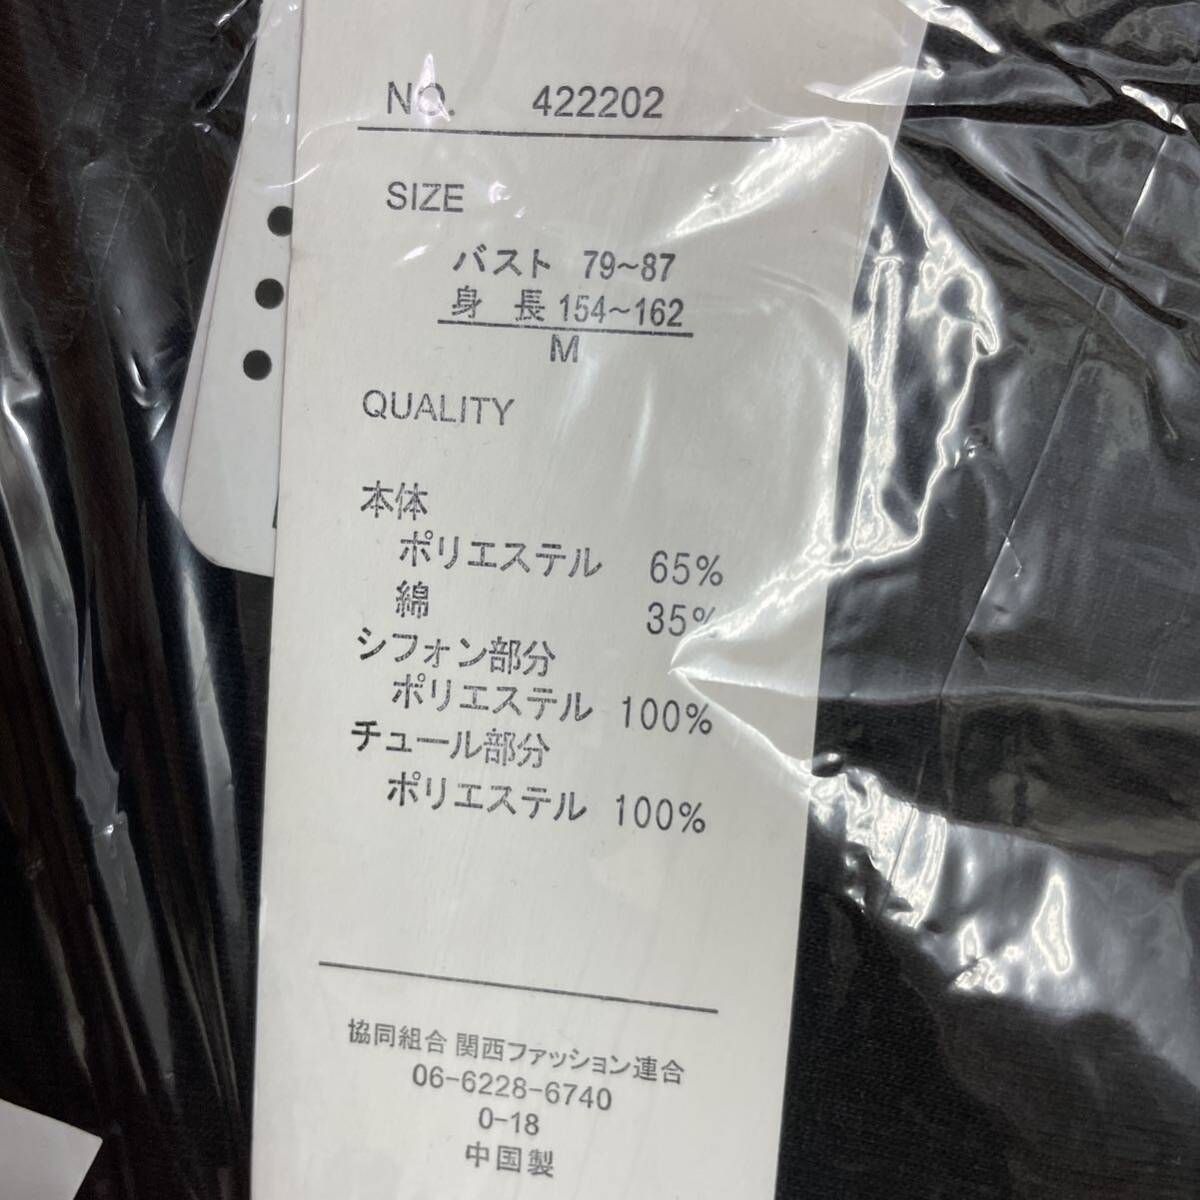 NO. 422202
SIZE
バスト 79~87
身 長 154~162
M
QUALITY
本体
ポリエステル 65%
綿 35%
シフォン部分
ポリエステル 100%
チュール部分
ポリエステル 100%
協同組合 関西ファッション連合
06-6228-6740
0-18
中国製